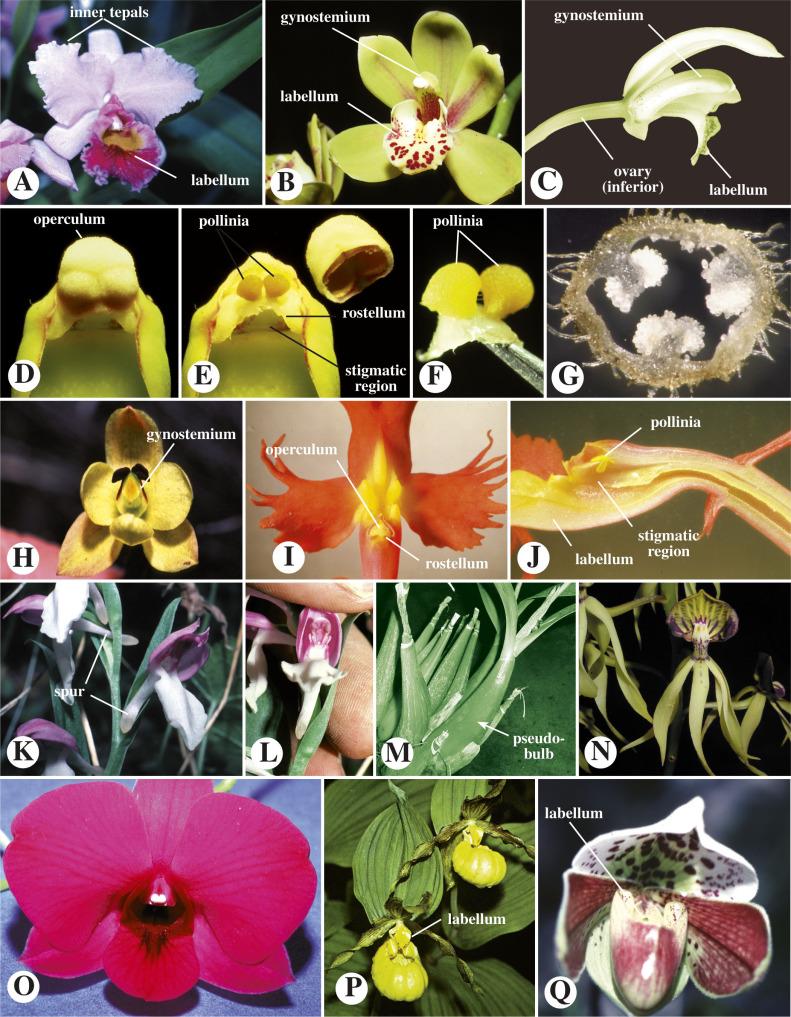 inner tepals
labellum
A
gynostemium
labellum
B
gynostemium
ovary
(inferior)
labellum
C
operculum
D
pollinia
rostellum
stigmatic
region
E
pollinia
F
G
gynostemium
H
operculum
rostellum
I
pollinia
stigmatic
region
labellum
J
spur
K
L
pseudo-
bulb
M
N
O
labellum
P
labellum
Q